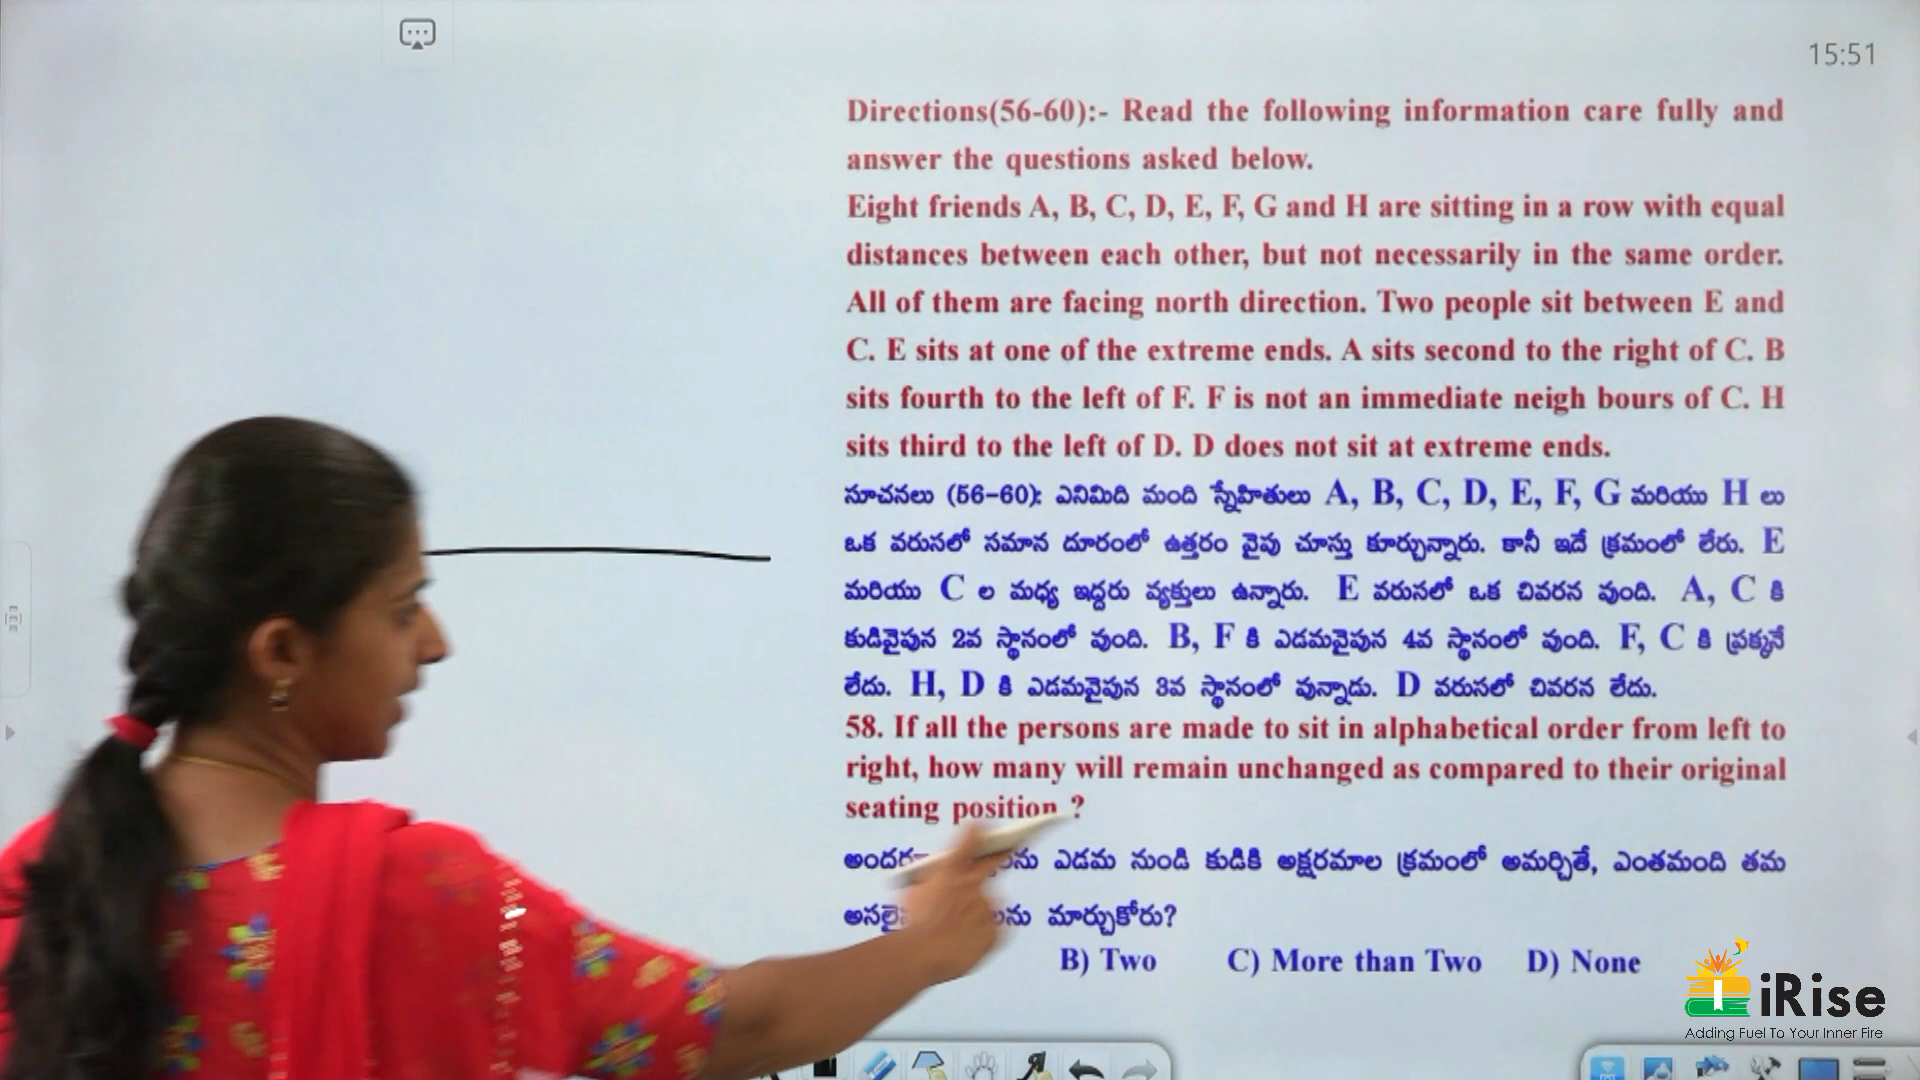 15:51
Directions(56-60):- Read the following information care fully and
answer the questions asked below.
Eight friends A, B, C, D, E, F, G and H are sitting in a row with equal
distances between each other, but not necessarily in the same order.
All of them are facing north direction. Two people sit between E and
C. E sits at one of the extreme ends. A sits second to the right of C. B
sits fourth to the left of F. F is not an immediate neigh bours of C. H
sits third to the left of D. D does not sit at extreme ends.
సూచనలు (56-60): ఎనిమిది మంది స్నేహితులు A, B, C, D, E, F, G మరియు H లు
ఒక వరుసలో సమాన దూరంలో ఉత్తరం వైపు చూస్తు కూర్చున్నారు. కానీ ఇదే క్రమంలో లేరు. E
మరియు C ల మధ్య ఇద్దరు వ్యక్తులు ఉన్నారు. E వరుసలో ఒక చివరన వుంది. A, C కి
కుడివైపున 2వ స్థానంలో వుంది. B, F కి ఎడమవైపున 4వ స్థానంలో వుంది. F, C కి ప్రక్కనే
లేదు. H, D కి ఎడమవైపున 3వ స్థానంలో వున్నాడు. D వరుసలో చివరన లేదు.
58. If all the persons are made to sit in alphabetical order from left to
right, how many will remain unchanged as compared to their original
seating position ?
ఎడమ నుండి కుడికి అక్షరమాల క్రమంలో అమర్చితే, ఎంతమంది తమ
మార్చుకోరు?
B) Two C) More than Two D) None
iRise
Adding Fuel To Your Inner Fire